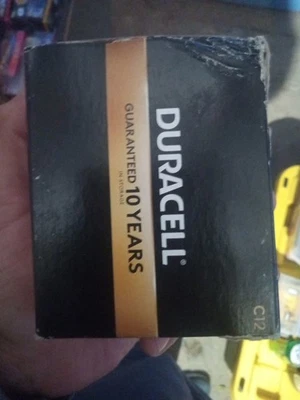 DURACELL®
GUARANTEED 10 YEARS
IN STORAGE
C12